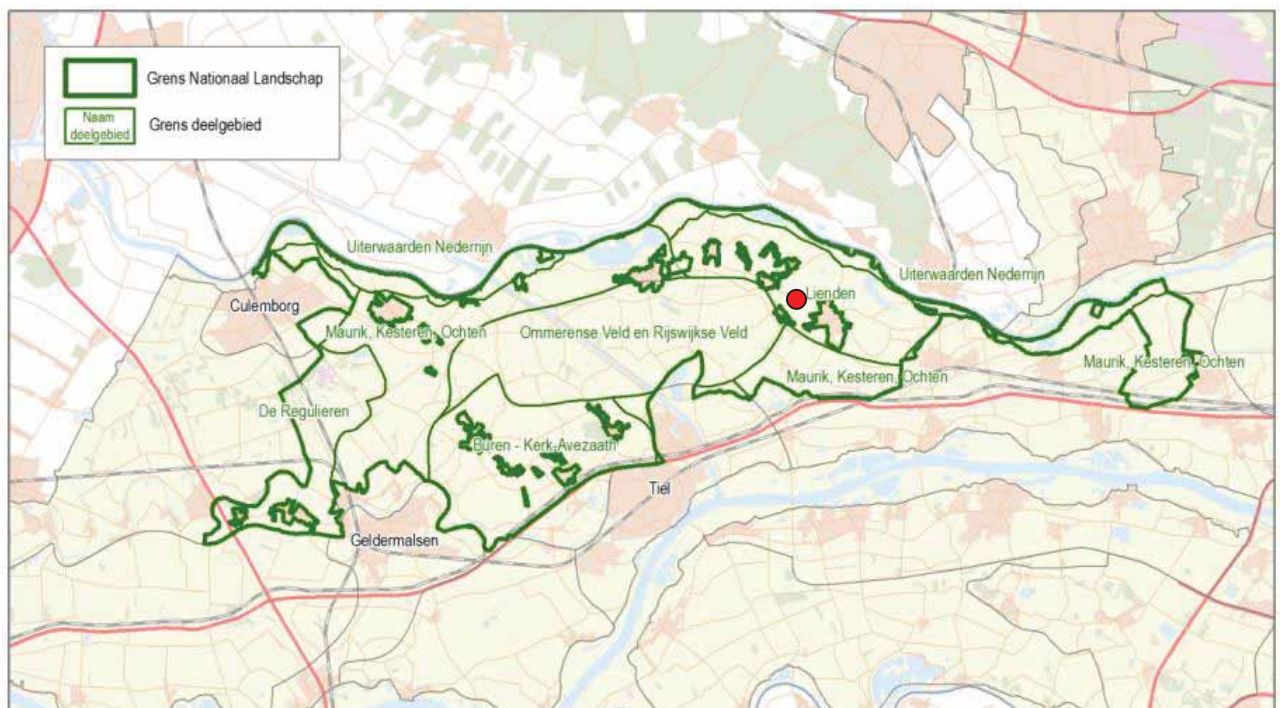 Grens Nationaal Landschap
Naam
deelgebied
Grens deelgebied
Uiterwaarden Nederrijn
Uiterwaarden Nederrijn
Culemborg
Lienden
Maurik, Kesteren, Ochten
Ommerense Veld en Rijswijkse Veld
Maurik, Kesteren, Ochten
Maurik, Kesteren, Ochten
De Regulieren
Buren - Kerk-Avezaath
Tiel
Geldermalsen